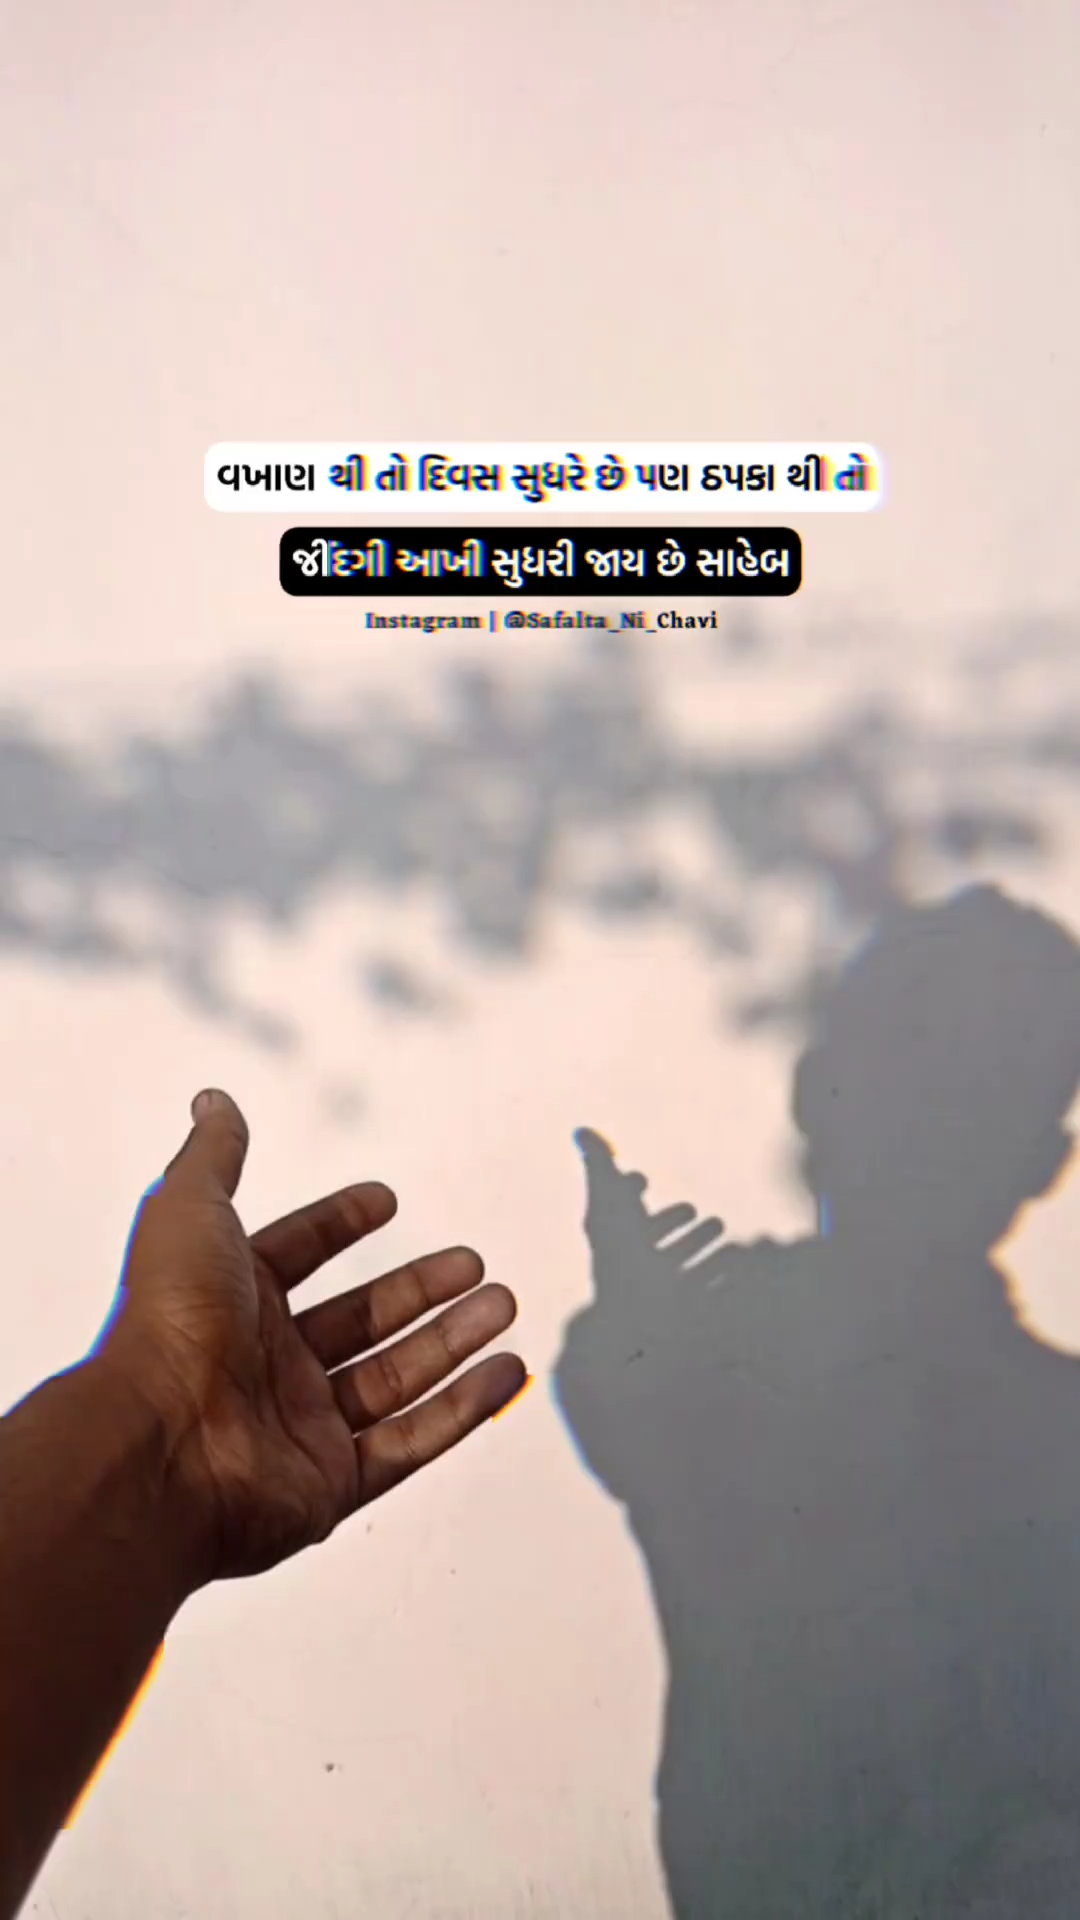 વખાણ થી તો દિવસ સુધરે છે પણ ઠપકા થી તો
જીંદગી આખી સુધરી જાય છે સાહેબ
Instagram | @Safalta_Ni_Chavi